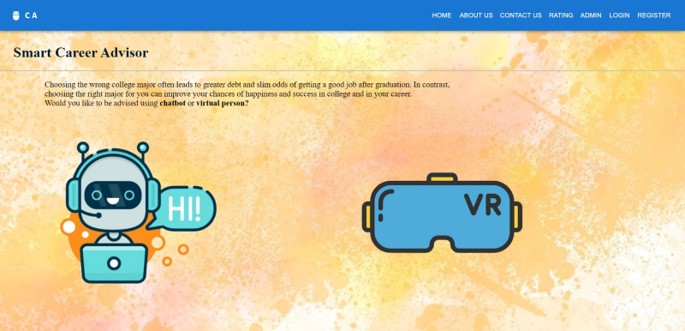 CA
HOME ABOUT US CONTACT US RATING ADMIN LOGIN REGISTER
Smart Career Advisor
Choosing the wrong college major often leads to greater debt and slim odds of getting a good job after graduation. In contrast,
choosing the right major for you can improve your chances of happiness and success in college and in your career.
Would you like to be advised using chatbot or virtual person?
HI!
VR